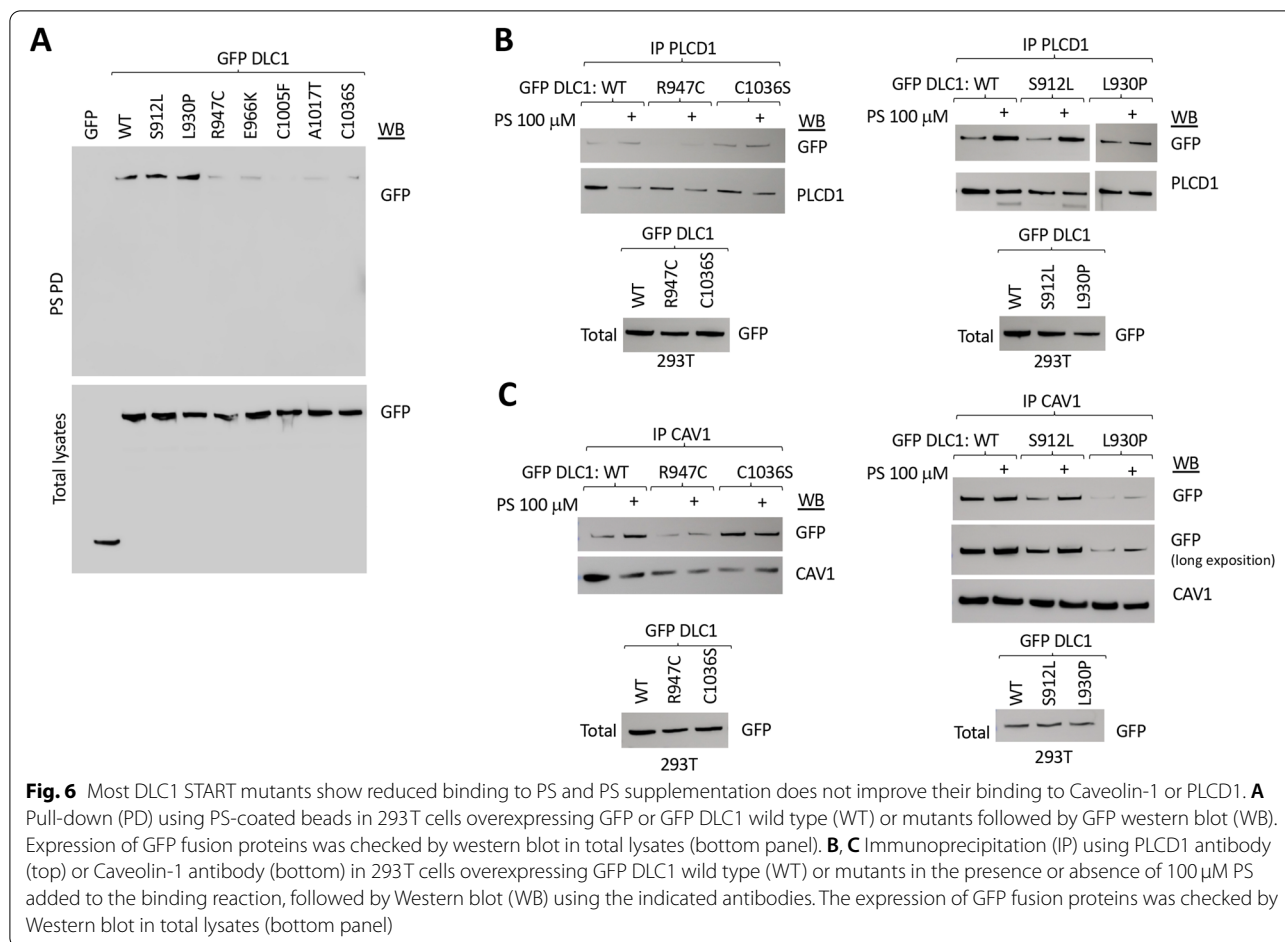 A
GFP DLC1
GFP
WT
S912L
L930P
R947C
E966K
C1005F
A1017T
C1036S
WB
PS PD
GFP
Total lysates
GFP
B
IP PLCD1
GFP DLC1: WT R947C C1036S
PS 100 µM + + + WB
GFP
PLCD1
GFP DLC1
WT
R947C
C1036S
Total GFP
293T
IP PLCD1
GFP DLC1: WT S912L L930P
PS 100 µM + + + WB
GFP
PLCD1
GFP DLC1
WT
S912L
L930P
Total GFP
293T
C
IP CAV1
GFP DLC1: WT R947C C1036S
PS 100 µM + + + WB
GFP
CAV1
GFP DLC1
WT
R947C
C1036S
Total GFP
293T
IP CAV1
GFP DLC1: WT S912L L930P
PS 100 µM + + + WB
GFP
GFP
(long exposition)
CAV1
GFP DLC1
WT
S912L
L930P
Total GFP
293T
Fig. 6 Most DLC1 START mutants show reduced binding to PS and PS supplementation does not improve their binding to Caveolin-1 or PLCD1. A
Pull-down (PD) using PS-coated beads in 293T cells overexpressing GFP or GFP DLC1 wild type (WT) or mutants followed by GFP western blot (WB).
Expression of GFP fusion proteins was checked by western blot in total lysates (bottom panel). B, C Immunoprecipitation (IP) using PLCD1 antibody
(top) or Caveolin-1 antibody (bottom) in 293T cells overexpressing GFP DLC1 wild type (WT) or mutants in the presence or absence of 100 µM PS
added to the binding reaction, followed by Western blot (WB) using the indicated antibodies. The expression of GFP fusion proteins was checked by
Western blot in total lysates (bottom panel)